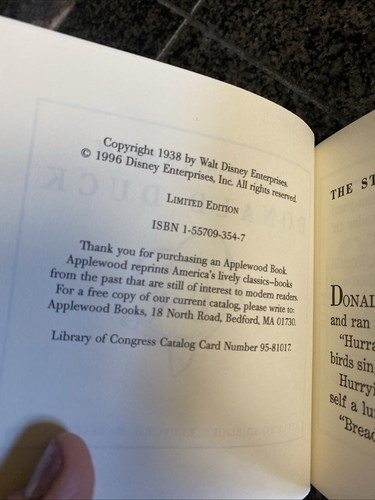 Copyright 1938 by Walt Disney Enterprises.
© 1996 Disney Enterprises, Inc. All rights reserved.
LIMITED EDITION
ISBN 1-55709-354-7
Thank you for purchasing an Applewood Book.
Applewood reprints America's lively classics—books
from the past that are still of interest to modern readers.
For a free copy of our current catalog, please write to:
Applewood Books, 18 North Road, Bedford, MA 01730.
Library of Congress Catalog Card Number 95-81017.
THE ST
DONAL
and ran
"Hurra
birds sin
Hurryi
self a lu
"Bread